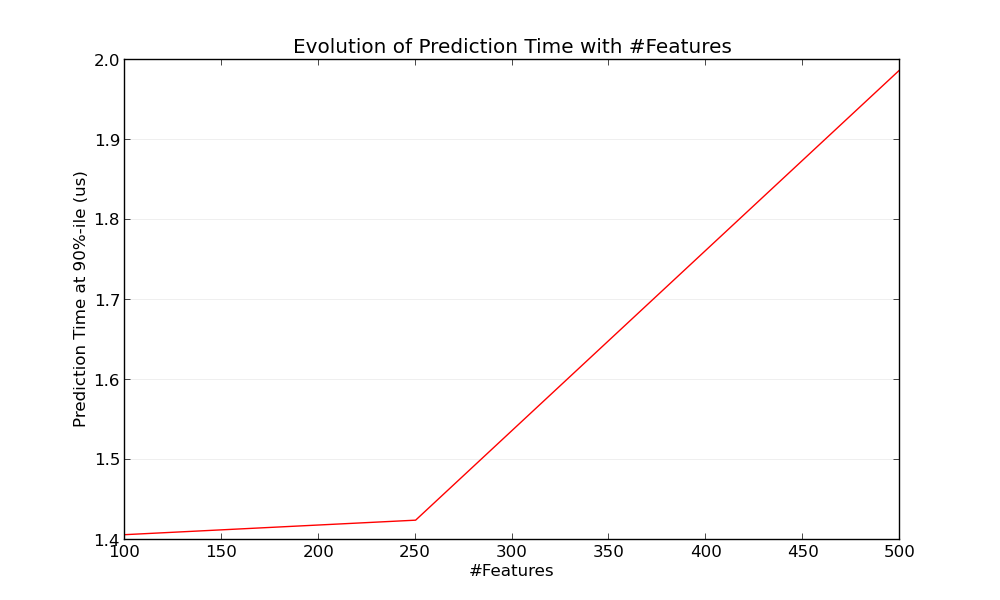 Evolution of Prediction Time with #Features
2.0
1.9
1.8
1.7
1.6
1.5
1.4
Prediction Time at 90%-ile (us)
100 150 200 250 300 350 400 450 500
#Features